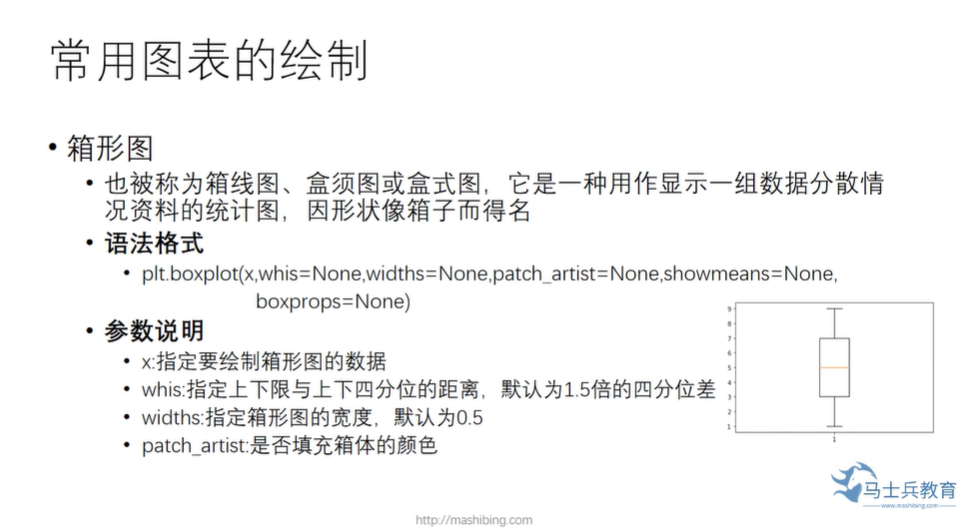 常用图表的绘制
• 箱形图
• 也被称为箱线图、盒须图或盒式图，它是一种用作显示一组数据分散情
况资料的统计图，因形状像箱子而得名
• 语法格式
• plt.boxplot(x,whis=None,widths=None,patch_artist=None,showmeans=None,
boxprops=None)
• 参数说明
• x:指定要绘制箱形图的数据
• whis:指定上下限与上下四分位的距离，默认为1.5倍的四分位差
• widths:指定箱形图的宽度，默认为0.5
• patch_artist:是否填充箱体的颜色
9
8
7
6
5
4
3
2
1
1
马士兵教育
www.mashibing.com
http://mashibing.com